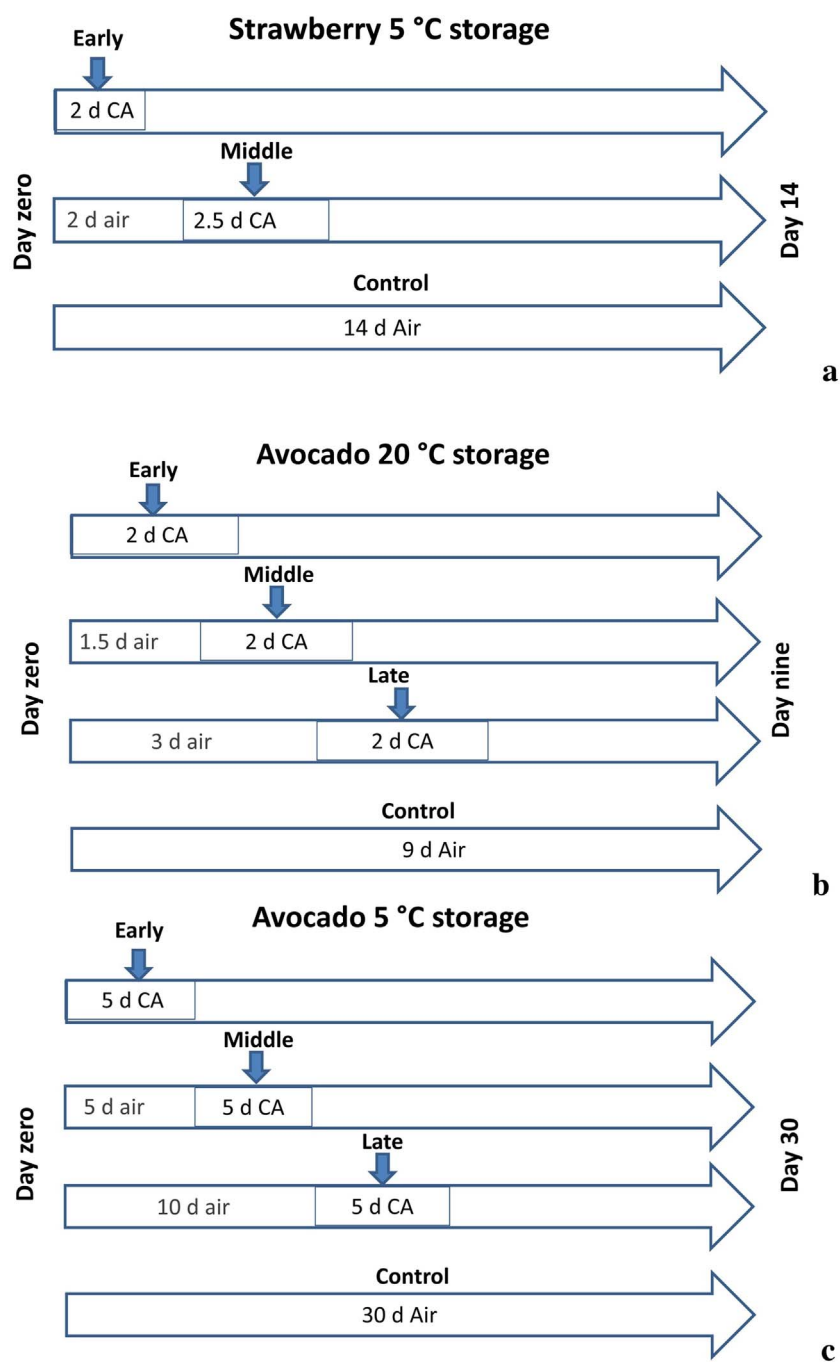 Strawberry 5 °C storage
Early
2 d CA
Middle
2 d air
2.5 d CA
Control
14 d Air
Day zero
Day 14
a
Avocado 20 °C storage
Early
2 d CA
Middle
1.5 d air
2 d CA
Late
3 d air
2 d CA
Control
9 d Air
Day zero
Day nine
b
Avocado 5 °C storage
Early
5 d CA
Middle
5 d air
5 d CA
Late
10 d air
5 d CA
Control
30 d Air
Day zero
Day 30
c